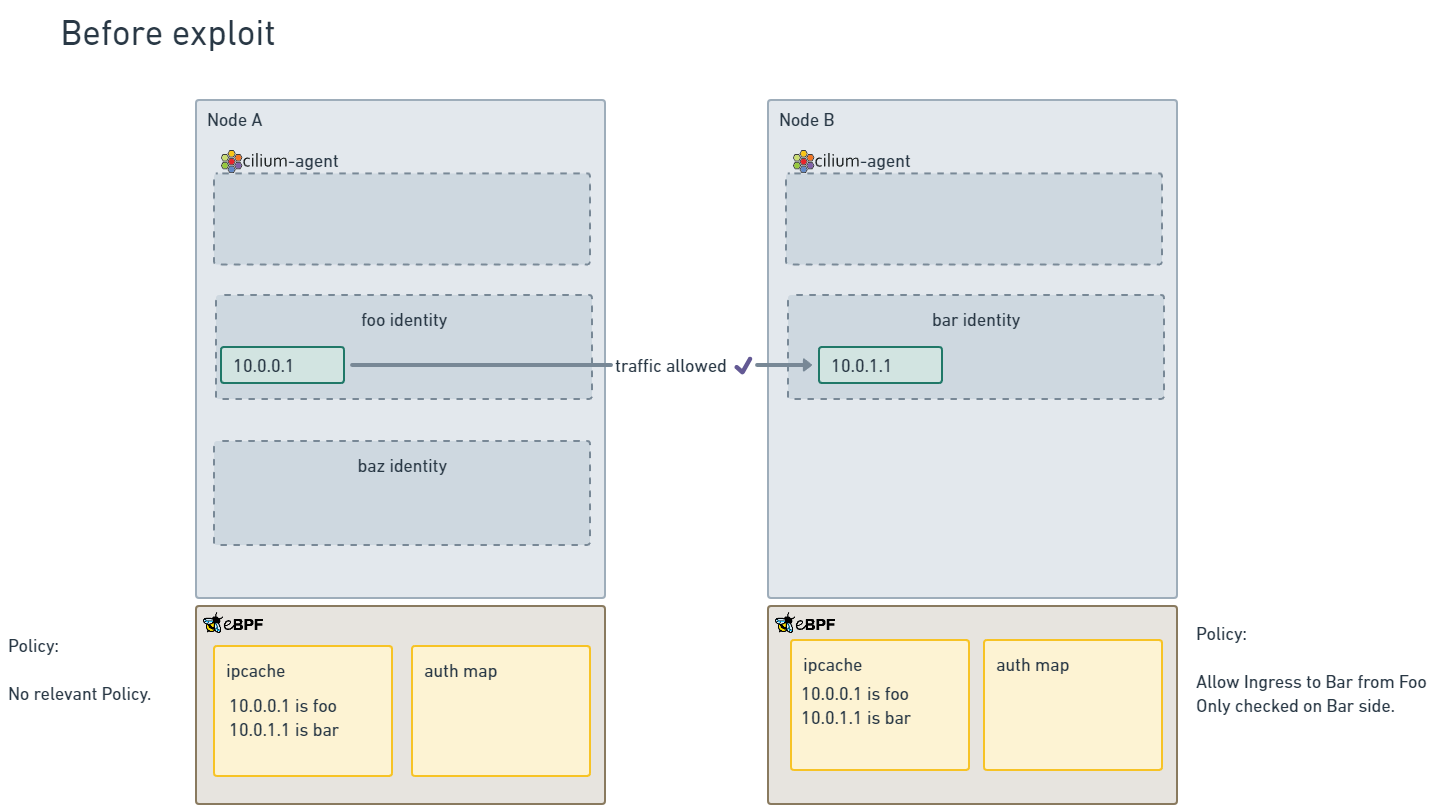 Before exploit
Node A
cilium-agent
foo identity
10.0.0.1
baz identity
traffic allowed
Node B
cilium-agent
bar identity
10.0.1.1
Policy:
No relevant Policy.
eBPF
ipcache
10.0.0.1 is foo
10.0.1.1 is bar
auth map
eBPF
ipcache
10.0.0.1 is foo
10.0.1.1 is bar
auth map
Policy:
Allow Ingress to Bar from Foo
Only checked on Bar side.